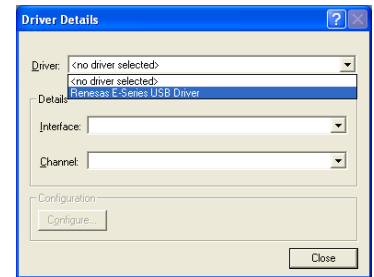 Driver Details
Driver: <no driver selected>
<no driver selected>
Renesas E-Series USB Driver
Details
Interface:
Channel:
Configuration
Configure...
Close